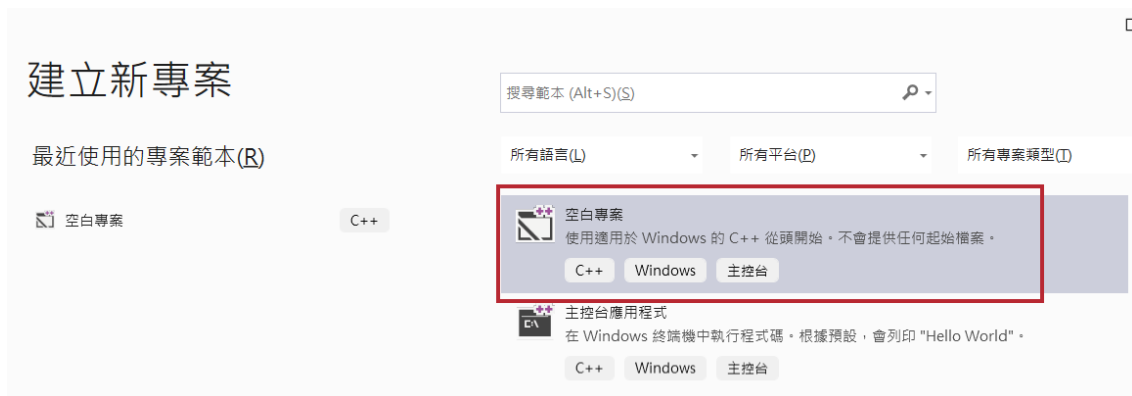 建立新專案
最近使用的專案範本(R)
空白專案
C++
搜尋範本 (Alt+S)(S)
所有語言(L)
所有平台(P)
所有專案類型(T)
空白專案
使用適用於 Windows 的 C++ 從頭開始。不會提供任何起始檔案。
C++ Windows 主控台
主控台應用程式
在 Windows 終端機中執行程式碼。根據預設，會列印 "Hello World"。
C++ Windows 主控台